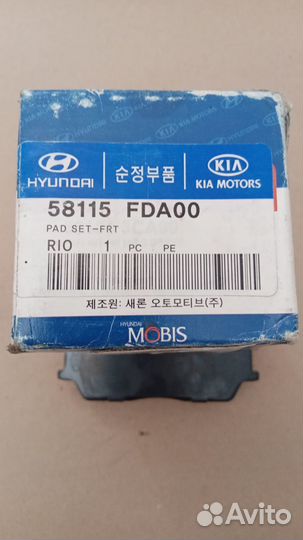 HYUNDAI
순정부품
KIA
KIA MOTORS
58115 FDA00
PAD SET-FRT
RIO 1 PC PE
제조원: 새론 오토모티브(주)
HYUNDAI
MOBIS
Avito